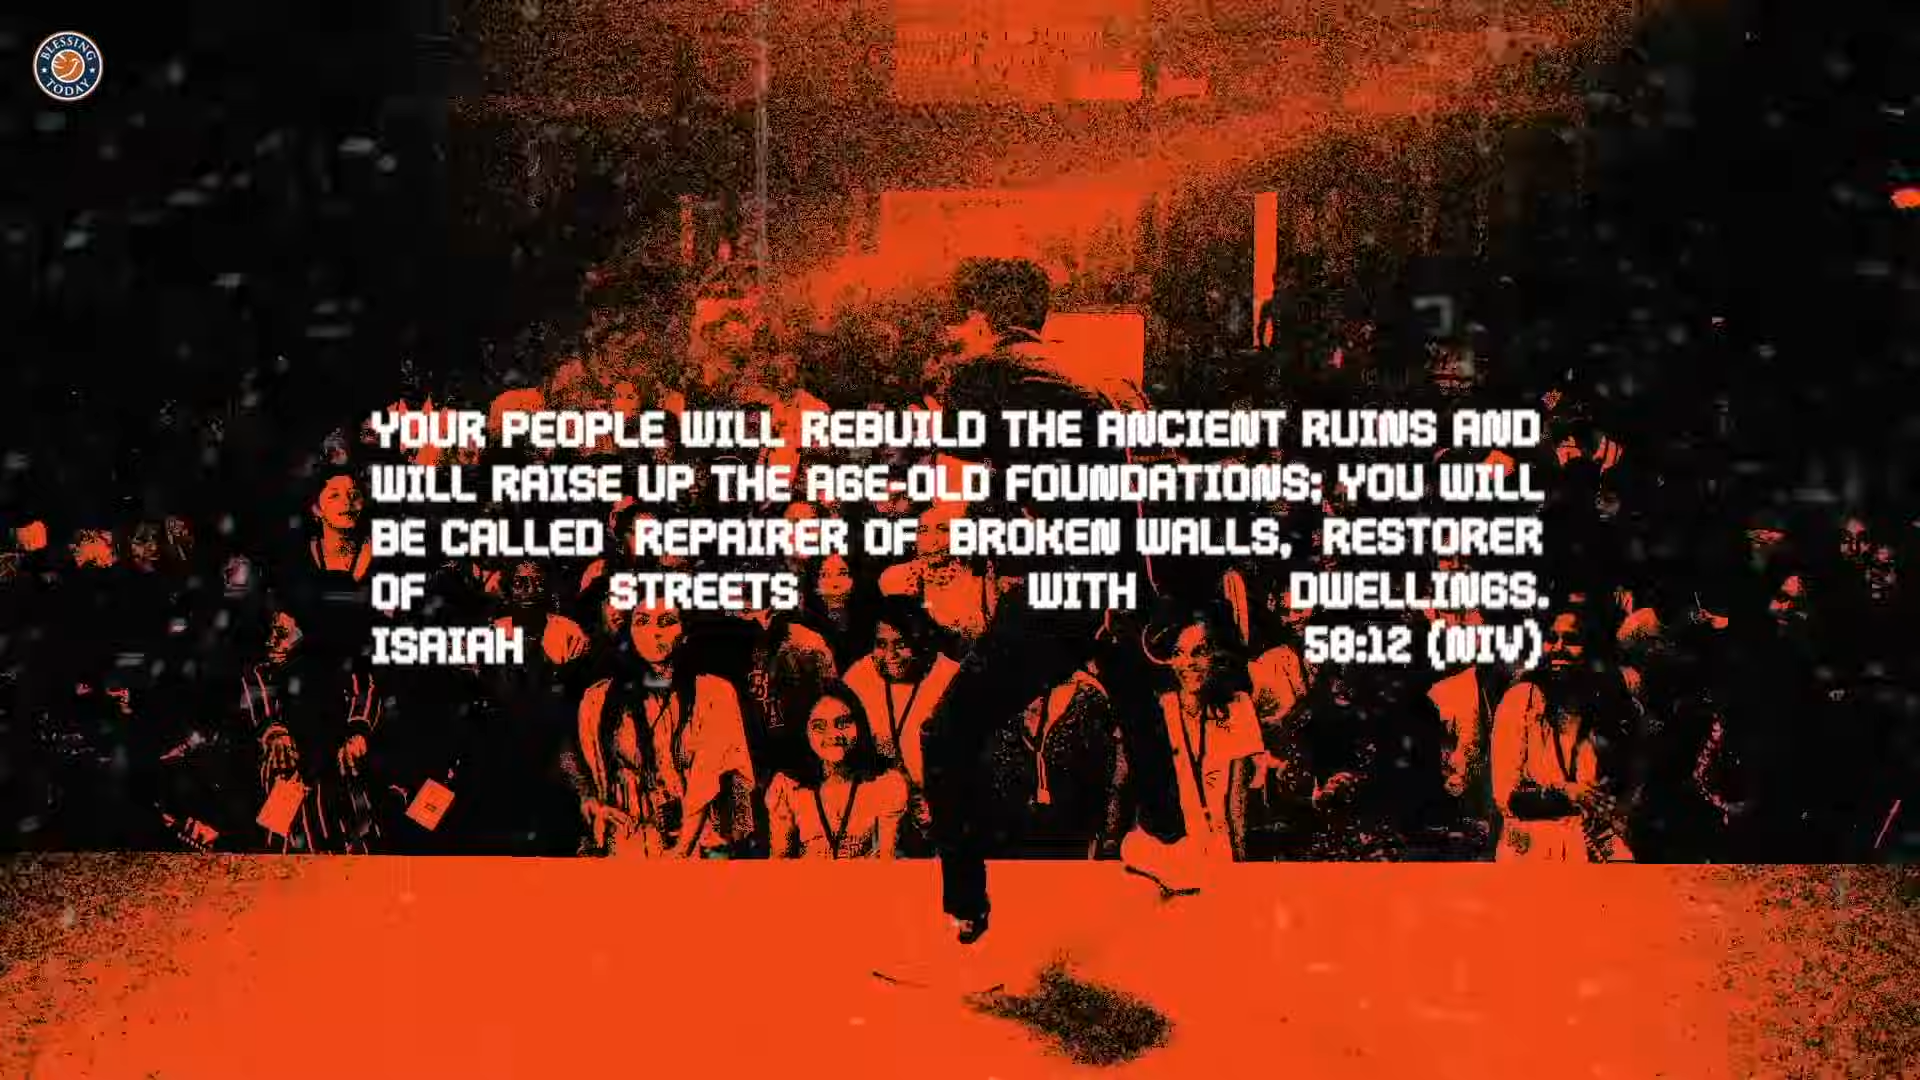 BLESSING
TODAY
YOUR PEOPLE WILL REBUILD THE ANCIENT RUINS AND
WILL RAISE UP THE AGE-OLD FOUNDATIONS; YOU WILL
BE CALLED REPAIRER OF BROKEN WALLS, RESTORER
OF STREETS WITH DWELLINGS.
ISAIAH 58:12 (NIV)